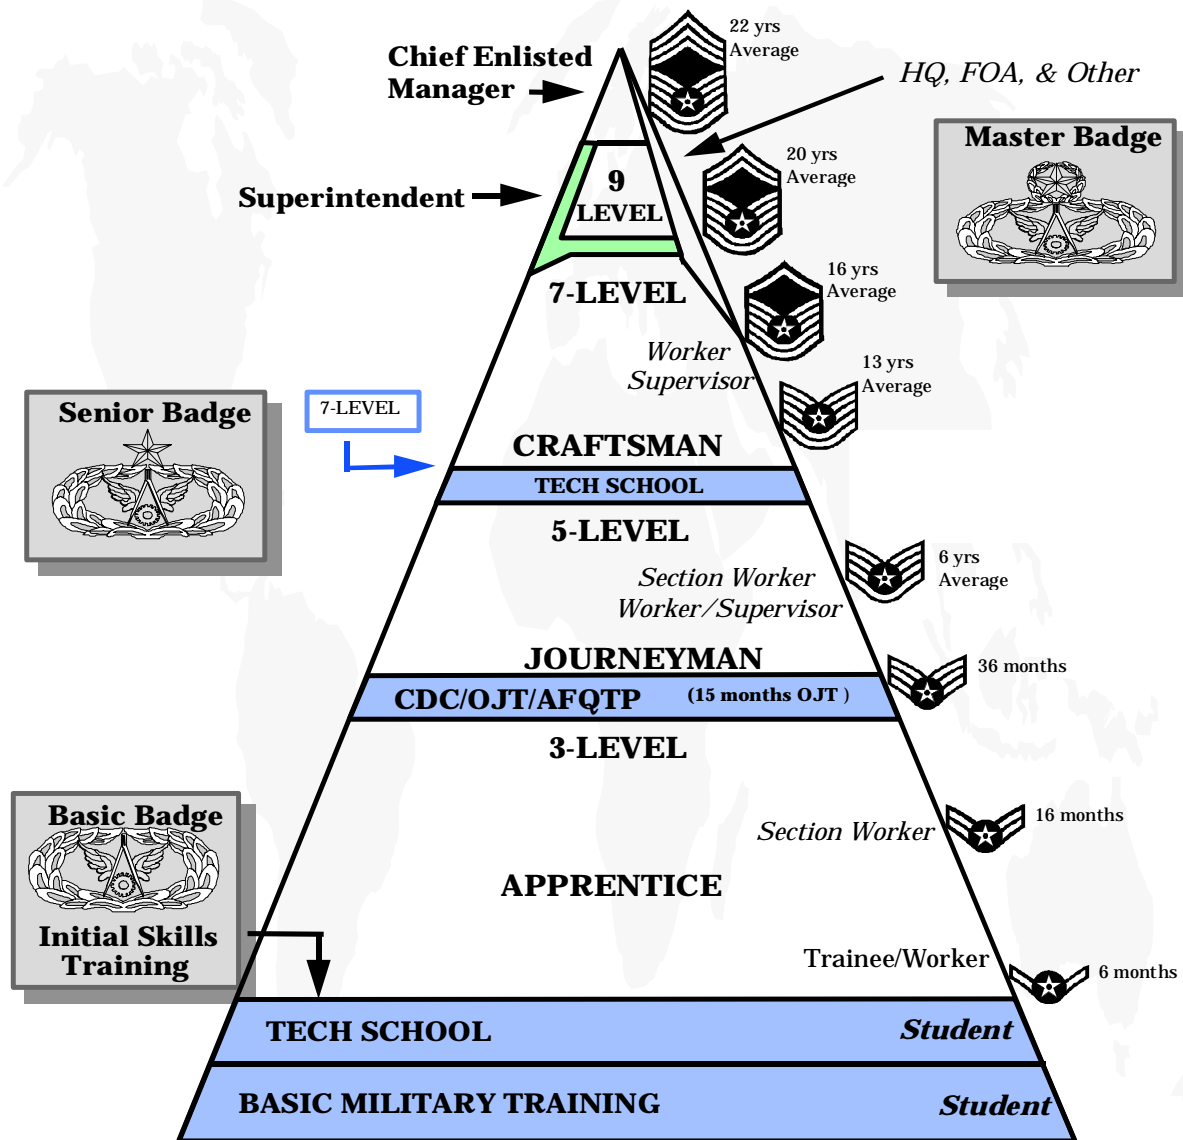 22 yrs
Average
Chief Enlisted
Manager
HQ, FOA, & Other
Master Badge
20 yrs
Average
9
LEVEL
Superintendent
16 yrs
Average
7-LEVEL
Worker
Supervisor
13 yrs
Average
Senior Badge
7-LEVEL
CRAFTSMAN
TECH SCHOOL
5-LEVEL
6 yrs
Average
Section Worker
Worker/Supervisor
JOURNEYMAN
36 months
CDC/OJT/AFQTP (15 months OJT )
3-LEVEL
Basic Badge
16 months
Section Worker
APPRENTICE
Initial Skills
Training
Trainee/Worker
6 months
TECH SCHOOL Student
BASIC MILITARY TRAINING Student